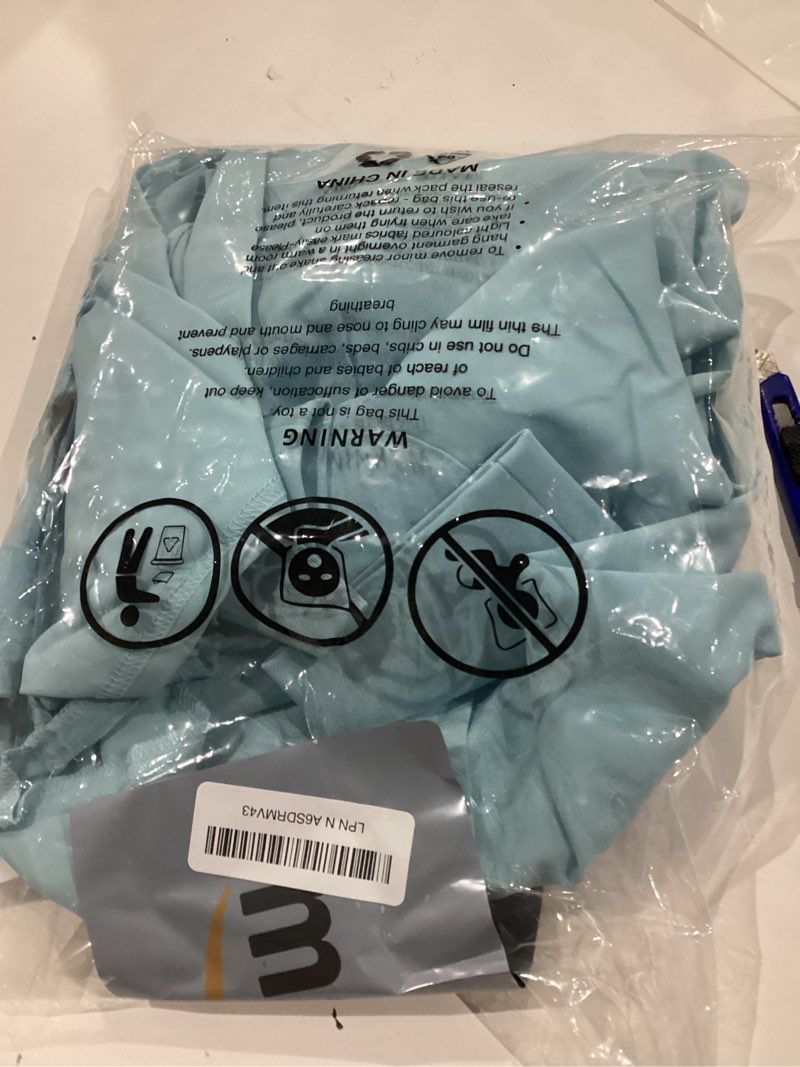 WARNING
This bag is not a toy.
To avoid danger of suffocation, keep out
of reach of babies and children.
Do not use in cribs, beds, carriages or playpens.
The thin film may cling to nose and mouth and prevent
breathing
• To remove minor creasing shake out and
hang garment overnight in a warm room
• Light coloured fabrics marks easily-Please
take care when trying them on
• If you wish to return the product, please
re-use this bag - repack carefully and
reseal the pack when returning this item.
MADE IN CHINA
LPN N A6SDRMV43
m